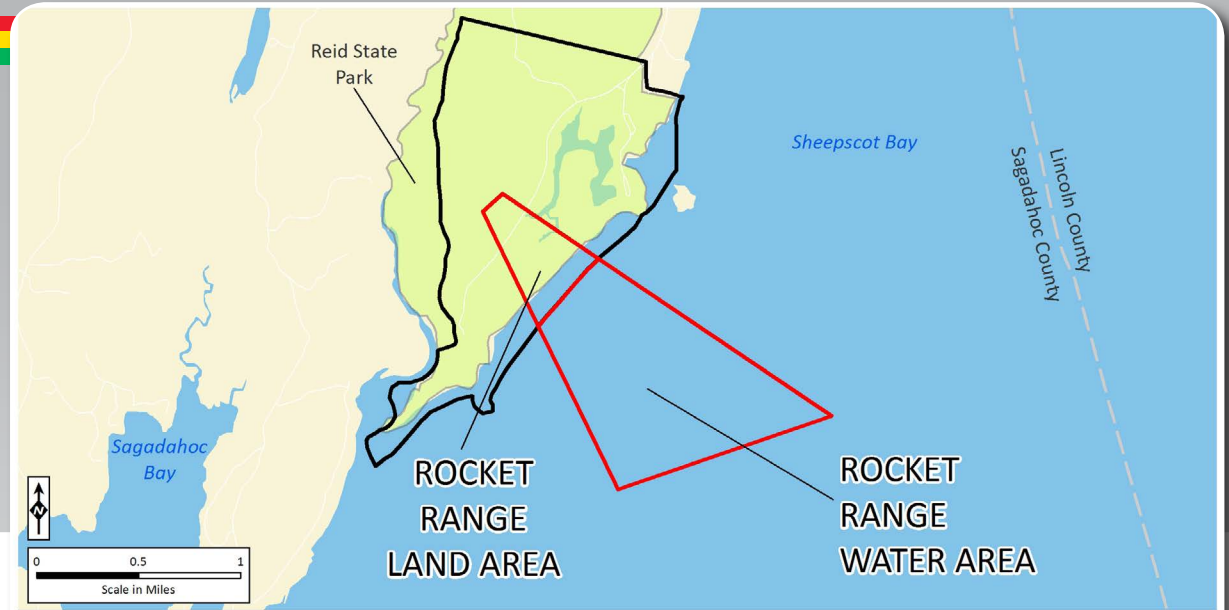 Reid State
Park
Sheepscot Bay
Lincoln County
Sagadahoc County
Sagadahoc
Bay
ROCKET
RANGE
LAND AREA
ROCKET
RANGE
WATER AREA
N
0 0.5 1
Scale in Miles